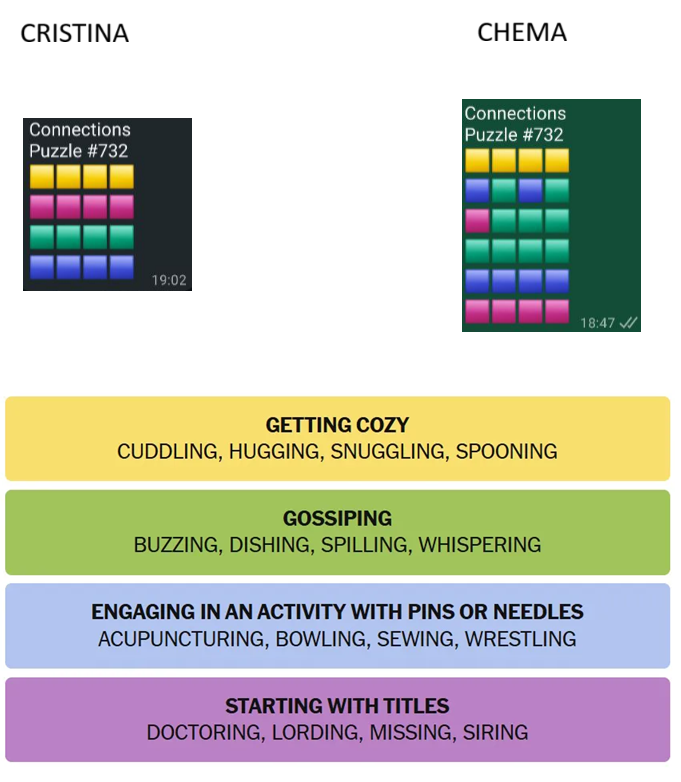 CRISTINA
CHEMA
Connections
Puzzle #732
19:02
Connections
Puzzle #732
18:47
GETTING COZY
CUDDLING, HUGGING, SNUGGLING, SPOONING
GOSSIPING
BUZZING, DISHING, SPILLING, WHISPERING
ENGAGING IN AN ACTIVITY WITH PINS OR NEEDLES
ACUPUNCTURING, BOWLING, SEWING, WRESTLING
STARTING WITH TITLES
DOCTORING, LORDING, MISSING, SIRING